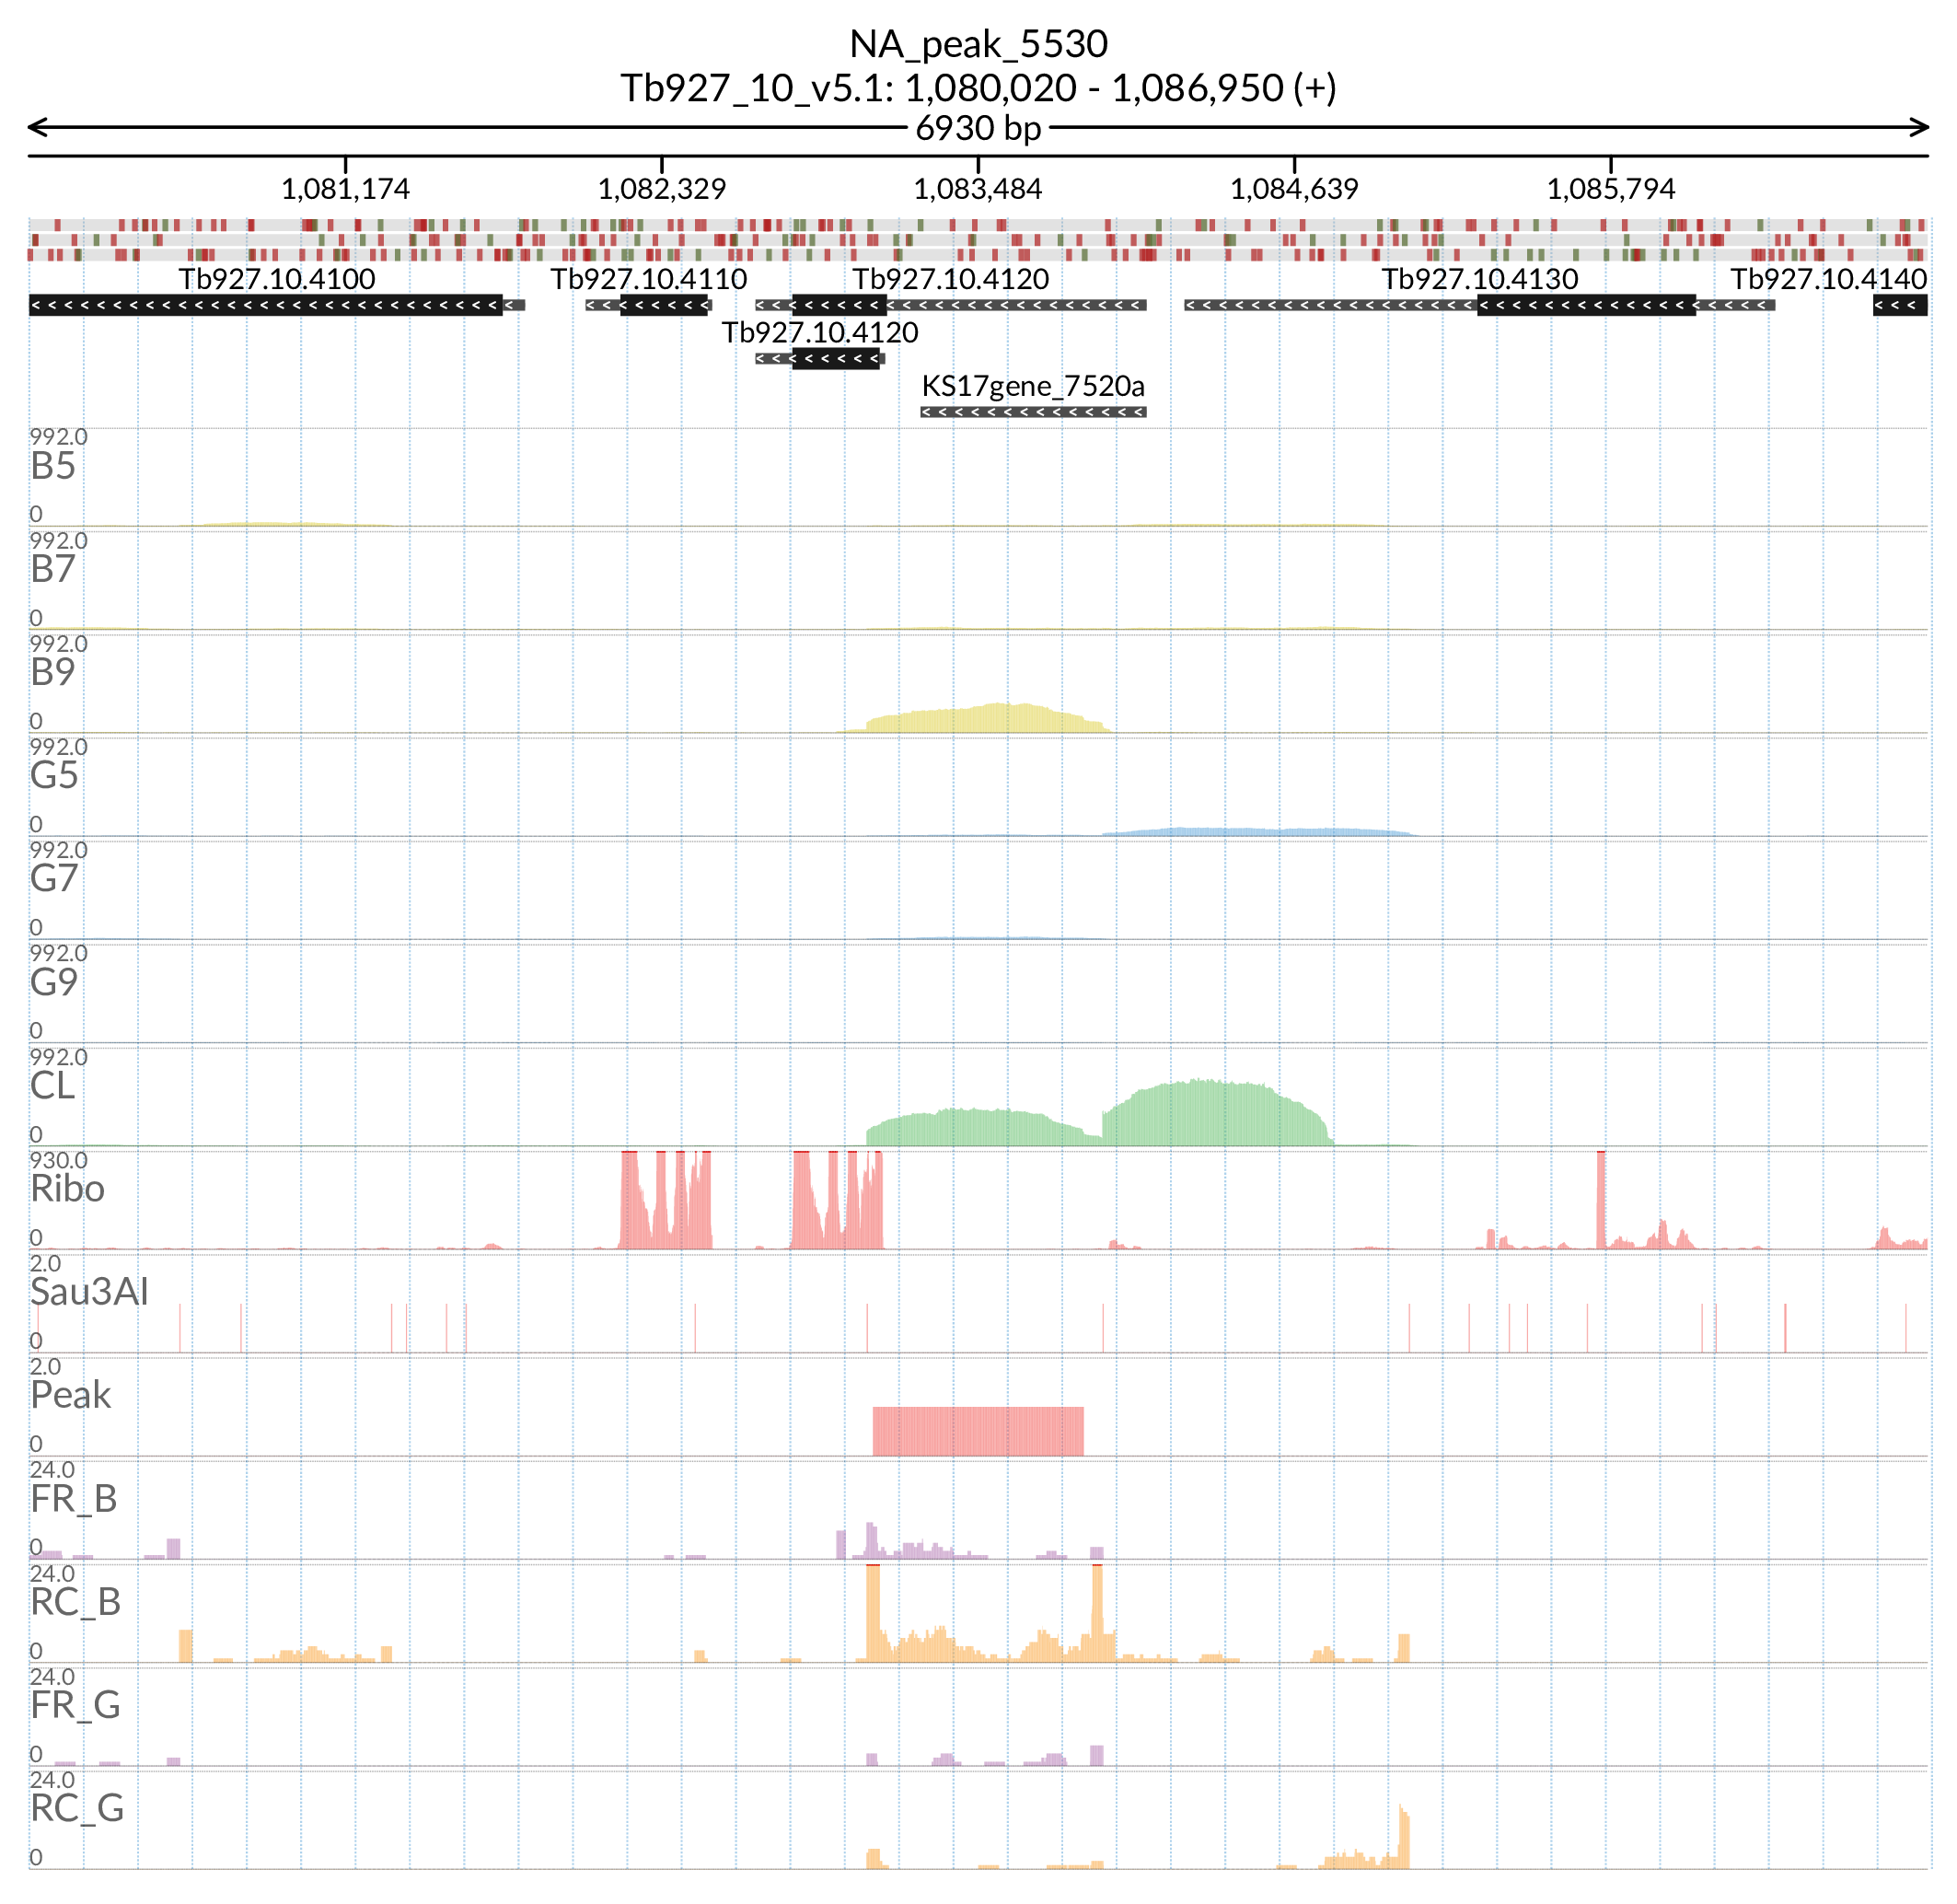 NA_peak_5530
Tb927_10_v5.1: 1,080,020 - 1,086,950 (+)
6930 bp
1,081,174 1,082,329 1,083,484 1,084,639 1,085,794
Tb927.10.4100 Tb927.10.4110 Tb927.10.4120 Tb927.10.4130 Tb927.10.4140
Tb927.10.4120
KS17gene_7520a
992.0
B5
0
992.0
B7
0
992.0
B9
0
992.0
G5
0
992.0
G7
0
992.0
G9
0
992.0
CL
0
930.0
Ribo
0
2.0
Sau3AI
0
2.0
Peak
0
24.0
FR_B
0
24.0
RC_B
0
24.0
FR_G
0
24.0
RC_G
0